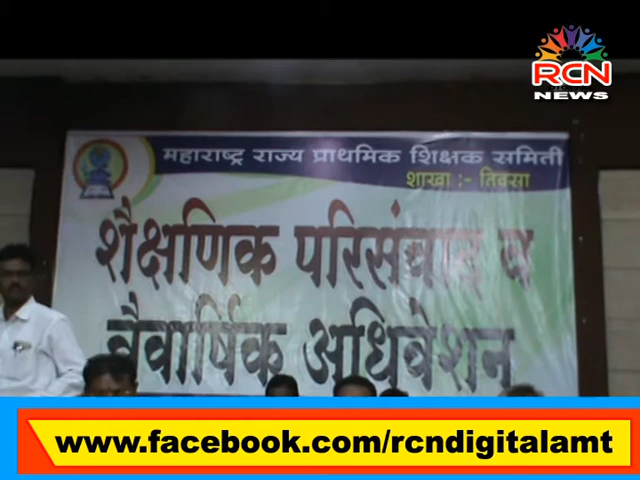 RCN
NEWS
महाराष्ट्र राज्य प्राथमिक शिक्षक समिती
शाखा :- तिवसा
शैक्षणिक परिसंवाद व
त्रैवार्षिक अधिवेशन
www.facebook.com/rcndigitalamt